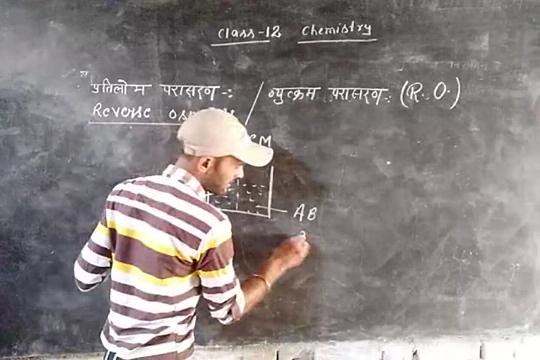 Class-12 Chemistry
" प्रतिलोम परासरण -: / व्युत्क्रम परासरण : (R. O.)
Reverse
AB